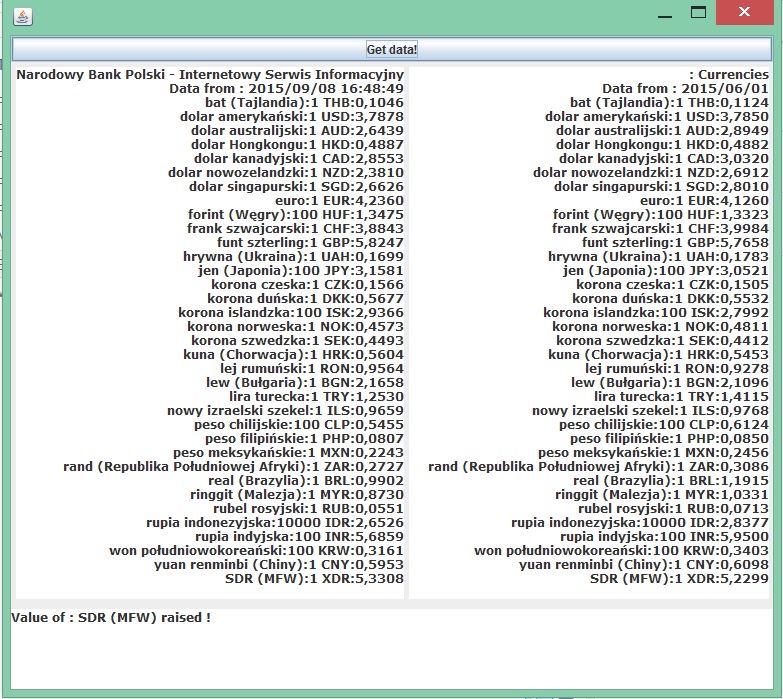 Get data!
Narodowy Bank Polski - Internetowy Serwis Informacyjny
Data from : 2015/09/08 16:48:49
bat (Tajlandia):1 THB:0,1046
dolar amerykański:1 USD:3,7878
dolar australijski:1 AUD:2,6439
dolar Hongkongu:1 HKD:0,4887
dolar kanadyjski:1 CAD:2,8553
dolar nowozelandzki:1 NZD:2,3810
dolar singapurski:1 SGD:2,6626
euro:1 EUR:4,2360
forint (Węgry):100 HUF:1,3475
frank szwajcarski:1 CHF:3,8843
funt szterling:1 GBP:5,8247
hrywna (Ukraina):1 UAH:0,1699
jen (Japonia):100 JPY:3,1581
korona czeska:1 CZK:0,1566
korona duńska:1 DKK:0,5677
korona islandzka:100 ISK:2,9366
korona norweska:1 NOK:0,4573
korona szwedzka:1 SEK:0,4493
kuna (Chorwacja):1 HRK:0,5604
lej rumuński:1 RON:0,9564
lew (Bułgaria):1 BGN:2,1658
lira turecka:1 TRY:1,2530
nowy izraelski szekel:1 ILS:0,9659
peso chilijskie:100 CLP:0,5455
peso filipińskie:1 PHP:0,0807
peso meksykańskie:1 MXN:0,2243
rand (Republika Południowej Afryki):1 ZAR:0,2727
real (Brazylia):1 BRL:0,9902
ringgit (Malezja):1 MYR:0,8730
rubel rosyjski:1 RUB:0,0551
rupia indonezyjska:10000 IDR:2,6526
rupia indyjska:100 INR:5,6859
won południowokoreański:100 KRW:0,3161
yuan renminbi (Chiny):1 CNY:0,5953
SDR (MFW):1 XDR:5,3308
: Currencies
Data from : 2015/06/01
bat (Tajlandia):1 THB:0,1124
dolar amerykański:1 USD:3,7850
dolar australijski:1 AUD:2,8949
dolar Hongkongu:1 HKD:0,4882
dolar kanadyjski:1 CAD:3,0320
dolar nowozelandzki:1 NZD:2,6912
dolar singapurski:1 SGD:2,8010
euro:1 EUR:4,1260
forint (Węgry):100 HUF:1,3323
frank szwajcarski:1 CHF:3,9984
funt szterling:1 GBP:5,7658
hrywna (Ukraina):1 UAH:0,1783
jen (Japonia):100 JPY:3,0521
korona czeska:1 CZK:0,1505
korona duńska:1 DKK:0,5532
korona islandzka:100 ISK:2,7992
korona norweska:1 NOK:0,4811
korona szwedzka:1 SEK:0,4412
kuna (Chorwacja):1 HRK:0,5453
lej rumuński:1 RON:0,9278
lew (Bułgaria):1 BGN:2,1096
lira turecka:1 TRY:1,4115
nowy izraelski szekel:1 ILS:0,9768
peso chilijskie:100 CLP:0,6124
peso filipińskie:1 PHP:0,0850
peso meksykańskie:1 MXN:0,2456
rand (Republika Południowej Afryki):1 ZAR:0,3086
real (Brazylia):1 BRL:1,1915
ringgit (Malezja):1 MYR:1,0331
rubel rosyjski:1 RUB:0,0713
rupia indonezyjska:10000 IDR:2,8377
rupia indyjska:100 INR:5,9500
won południowokoreański:100 KRW:0,3403
yuan renminbi (Chiny):1 CNY:0,6098
SDR (MFW):1 XDR:5,2299
Value of : SDR (MFW) raised !